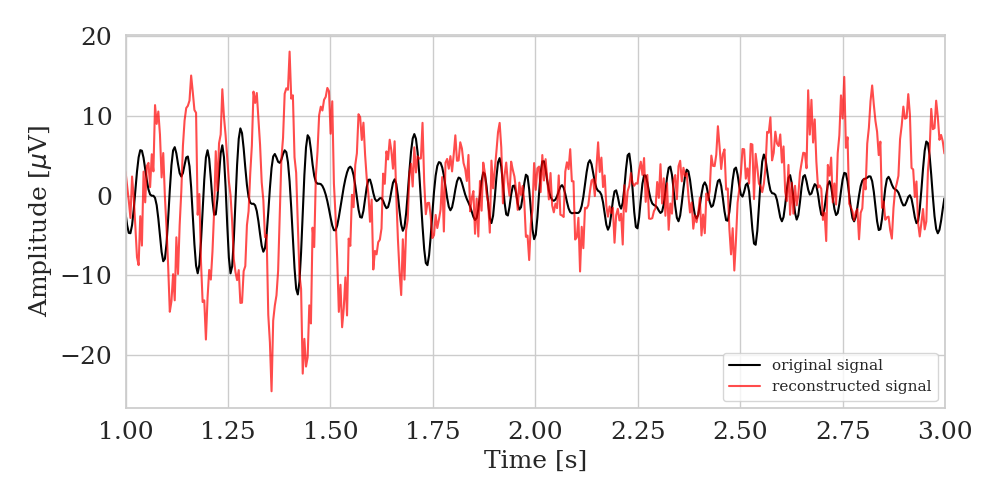 20
10
0
−10
−20
Amplitude [μV]
1.00 1.25 1.50 1.75 2.00 2.25 2.50 2.75 3.00
Time [s]
original signal
reconstructed signal